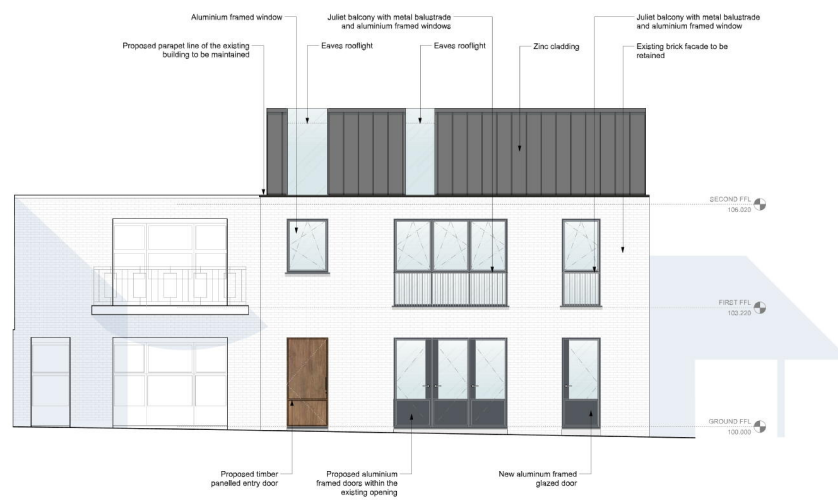 Aluminium framed window
Juliet balcony with metal balustrade
and aluminium framed windows
Juliet balcony with metal balustrade
and aluminium framed window
Proposed parapet line of the existing
building to be maintained
Eaves rooflight
Eaves rooflight
Zinc cladding
Existing brick facade to be
retained
SECOND FFL
106.020
FIRST FFL
103.220
GROUND FFL
100.000
Proposed timber
panelled entry door
Proposed aluminium
framed doors within the
existing opening
New aluminum framed
glazed door